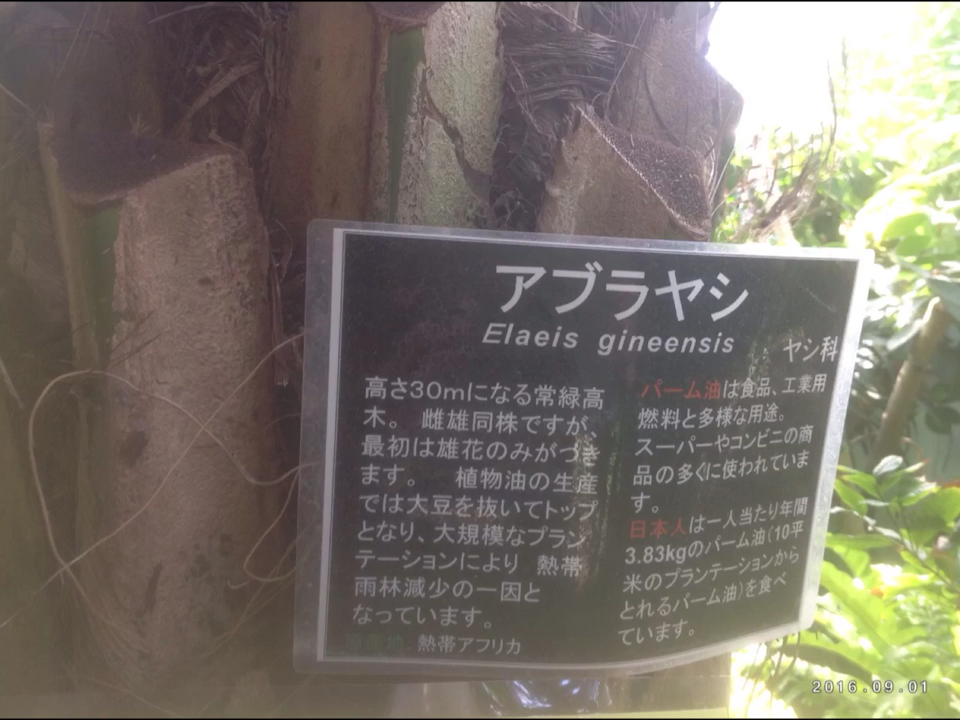 アブラヤシ
Elaeis gineensis
ヤシ科
高さ30mになる常緑高
木。 雌雄同株ですが、
最初は雄花のみがつき
ます。 植物油の生産
では大豆を抜いてトップ
となり、大規模なプラン
テーションにより 熱帯
雨林減少の一因と
なっています。
原産地 熱帯アフリカ
パーム油は食品、工業用
燃料と多様な用途。
スーパーやコンビニの商
品の多くに使われていま
す。
日本人は一人当たり年間
3.83kgのパーム油(10平
米のプランテーションから
とれるパーム油)を食べ
ています。
2016.09.01